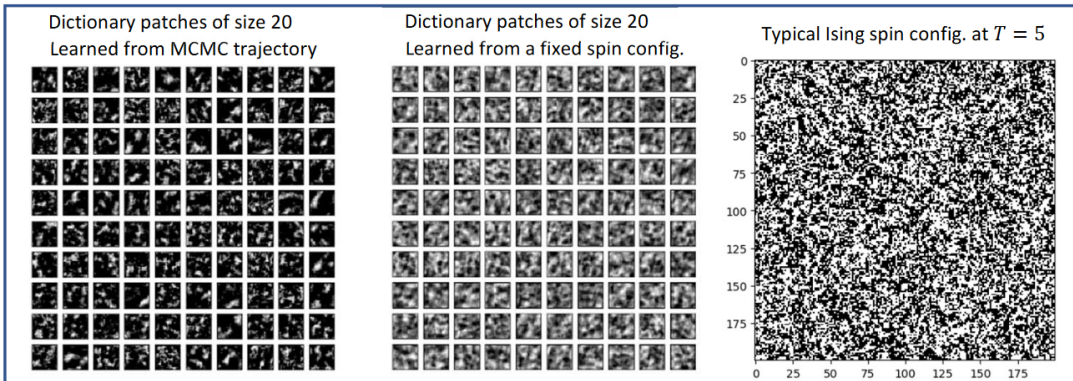 Dictionary patches of size 20
Learned from MCMC trajectory
Dictionary patches of size 20
Learned from a fixed spin config.
Typical Ising spin config. at T = 5
0
25
50
75
100
125
150
175
0 25 50 75 100 125 150 175